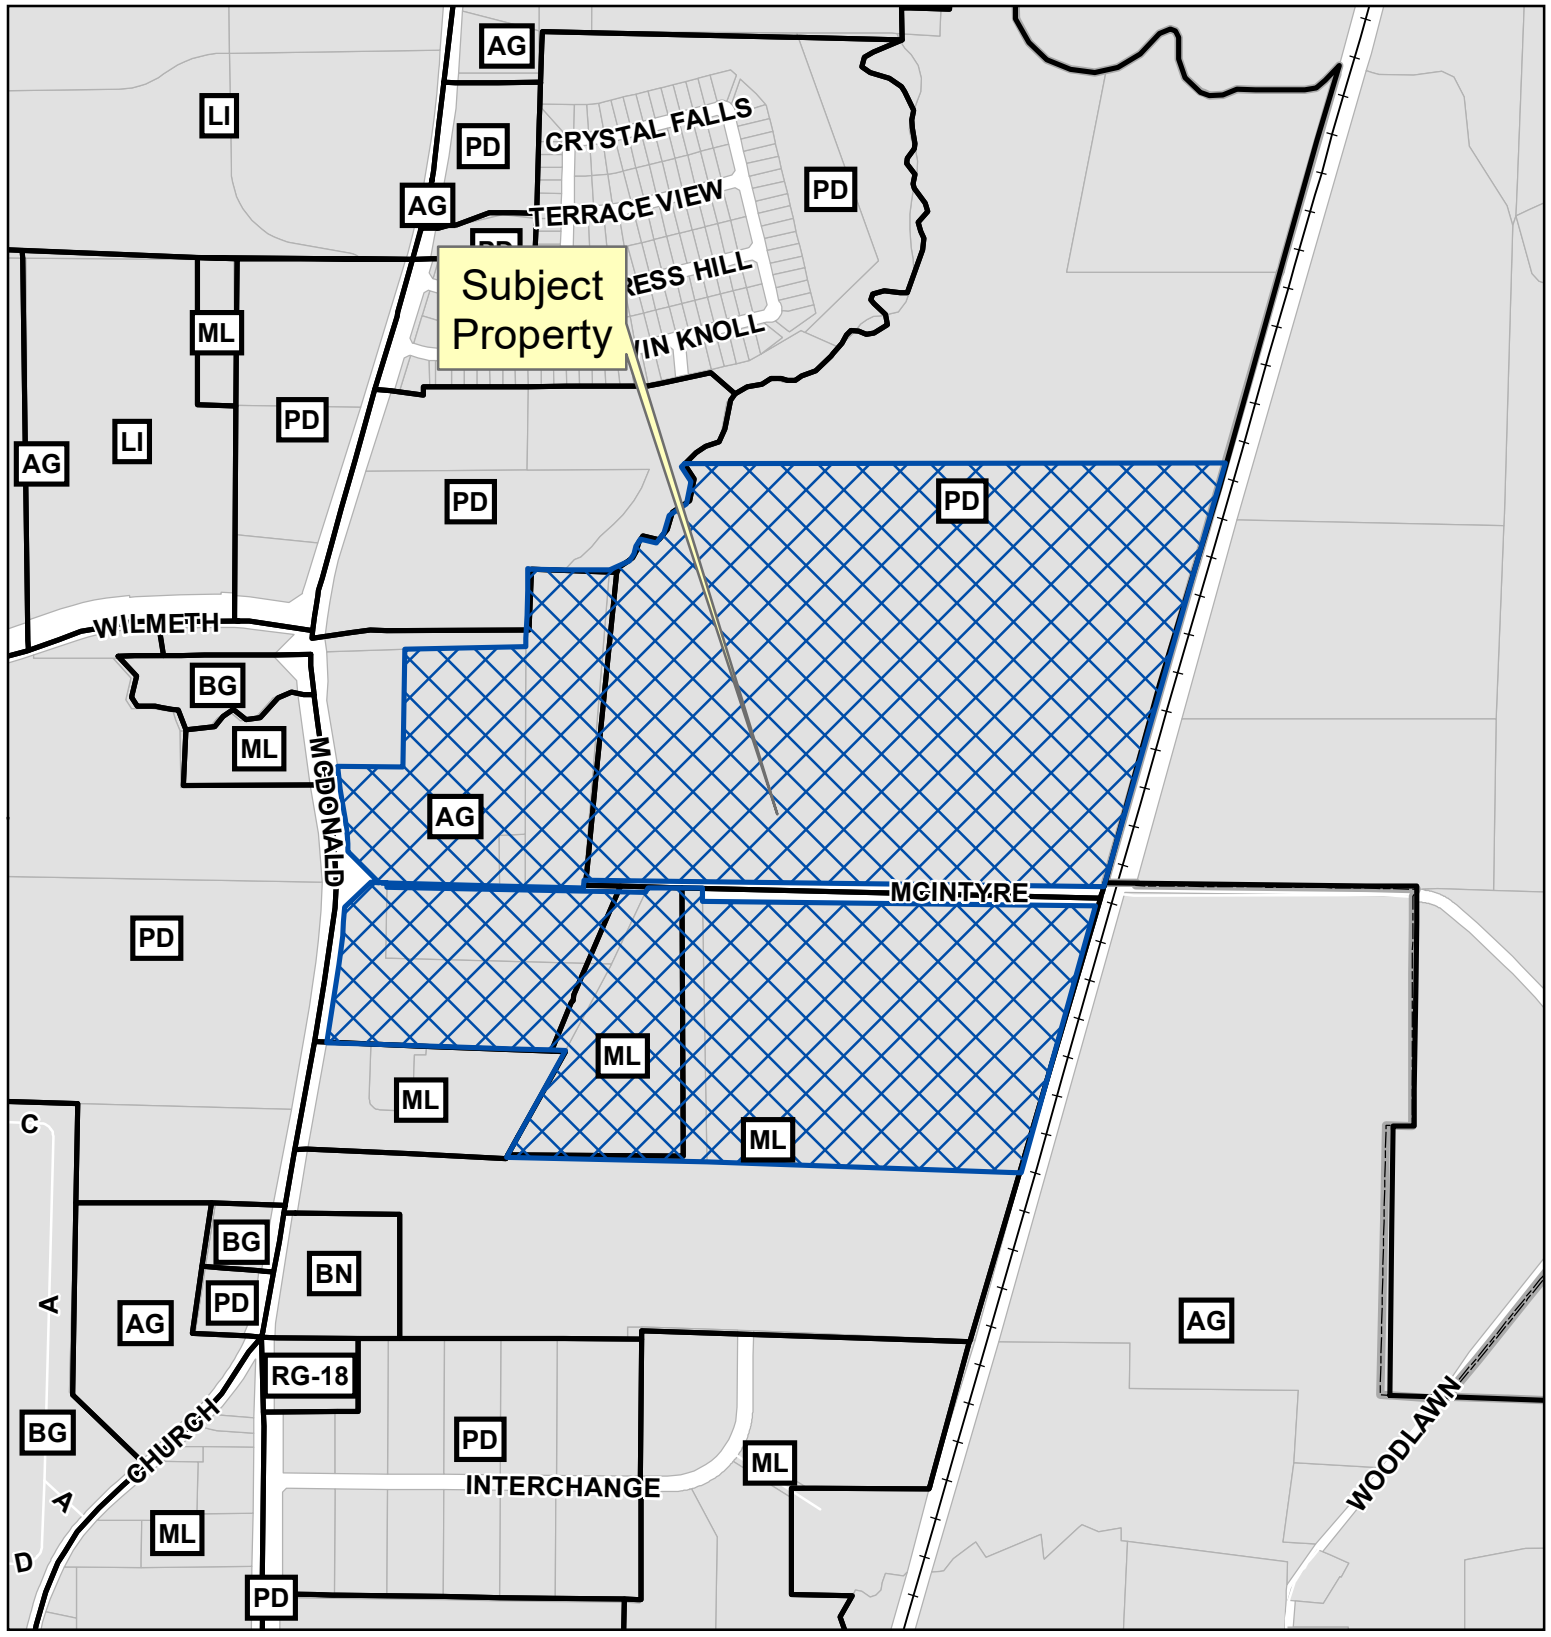 AG
LI
PD
CRYSTAL FALLS
PD
AG
TERRACE VIEW
PD
Subject
Property
RESS HILL
ML
VIN KNOLL
PD
LI
AG
PD
PD
WILMETH
BG
ML
MCDONALD
AG
MCINTYRE
PD
ML
ML
C
ML
BG
BN
PD
A
AG
AG
RG-18
BG
CHURCH
PD
WOODLAWN
ML
INTERCHANGE
A
ML
D
PD